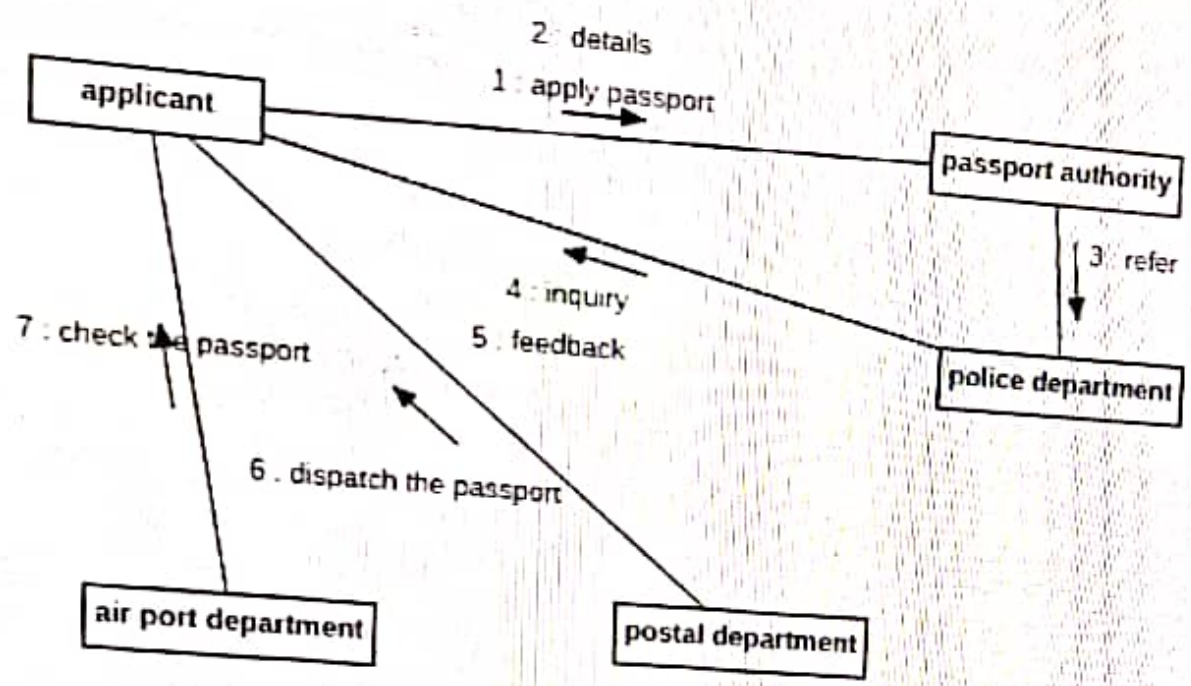 2 : details
1 : apply passport
applicant
passport authority
3 : refer
4 : inquiry
5 : feedback
7 : check the passport
police department
6 . dispatch the passport
air port department
postal department